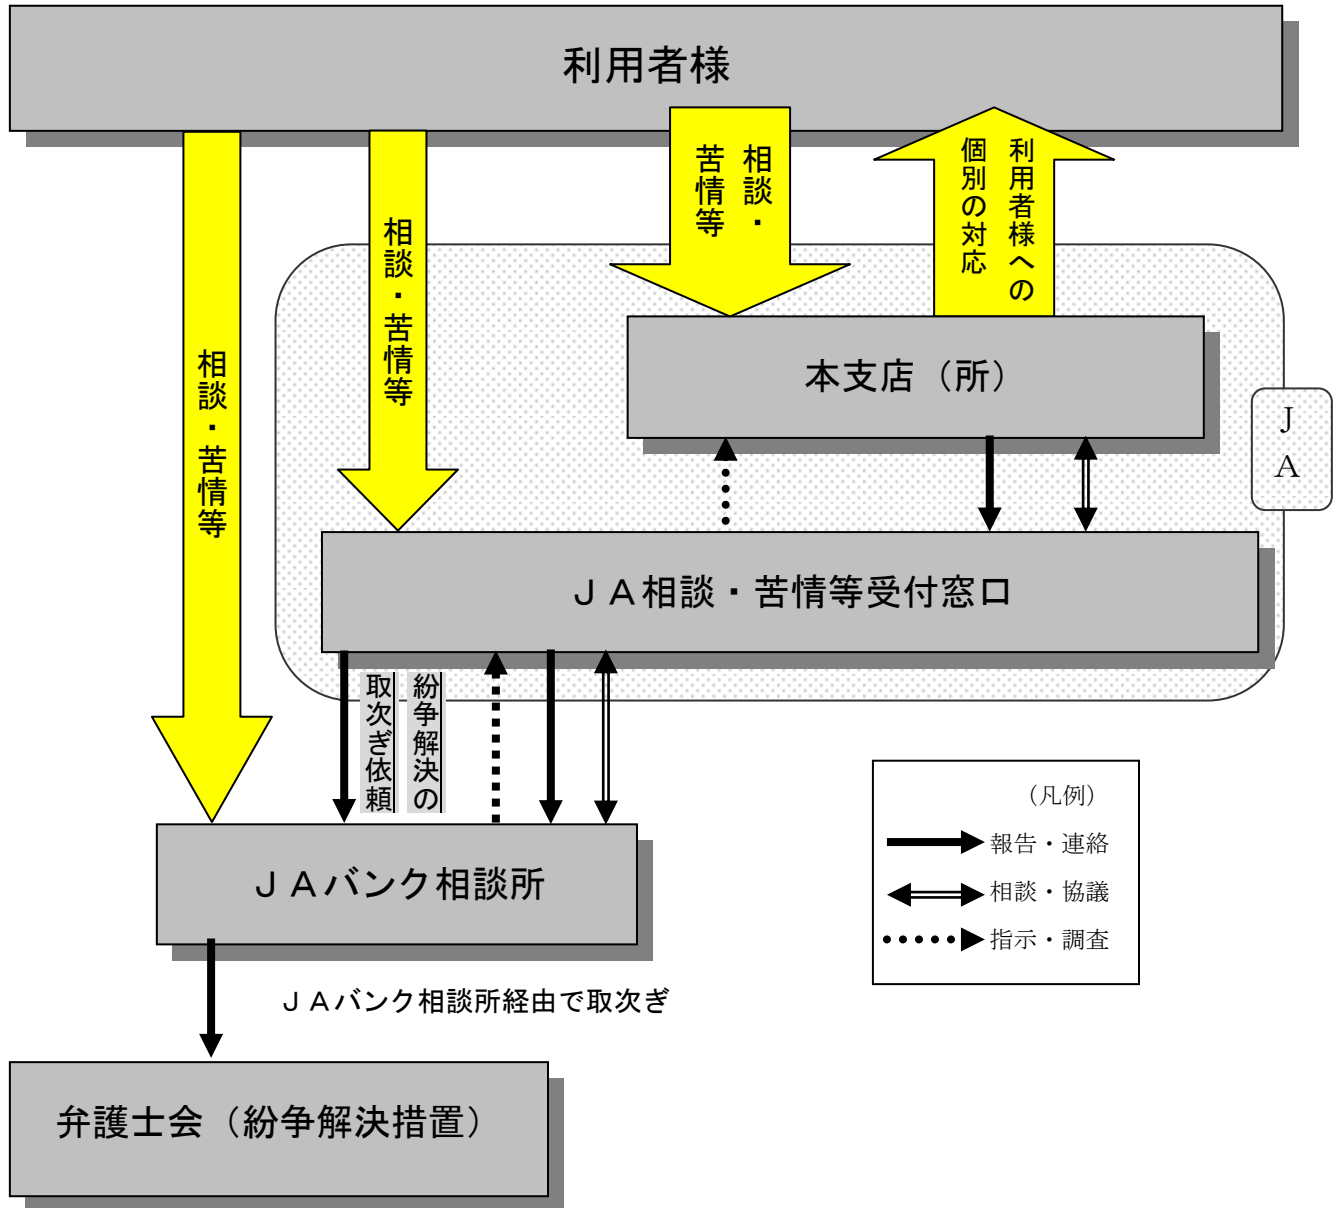 利用者様
相談・
苦情等
利用者様への
個別の対応
相談・苦情等
相談・苦情等
本支店（所）
ＪＡ
ＪＡ相談・苦情等受付窓口
紛争解決の
取次ぎ依頼
（凡例）
報告・連絡
相談・協議
指示・調査
ＪＡバンク相談所
ＪＡバンク相談所経由で取次ぎ
弁護士会（紛争解決措置）